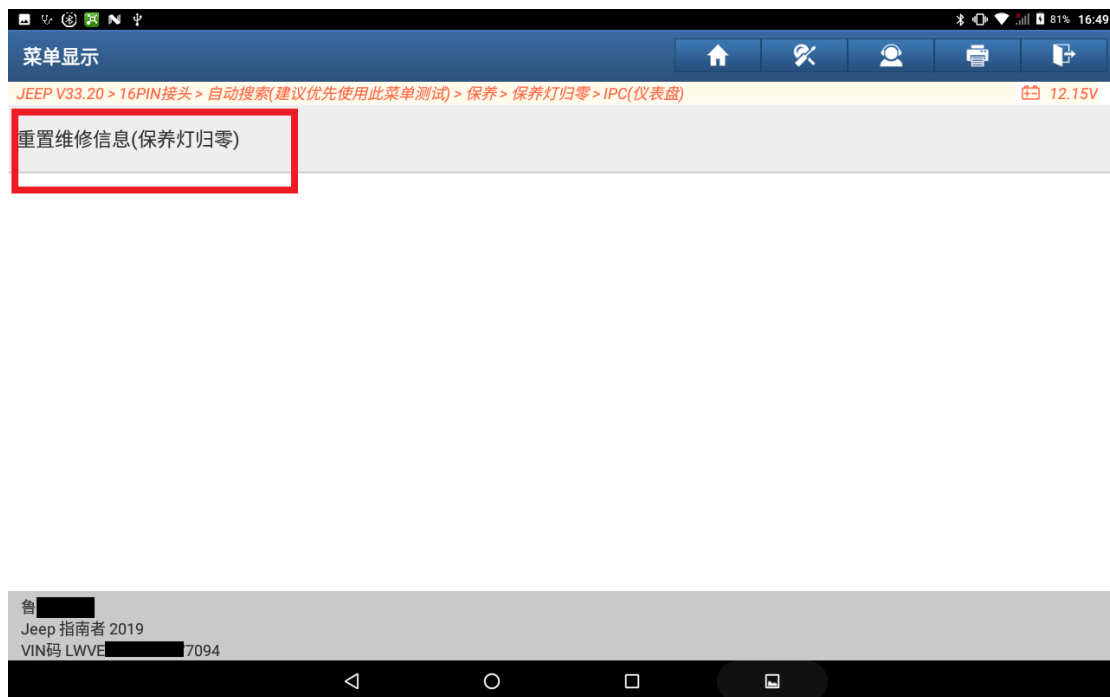 81% 16:49
菜单显示
JEEP V33.20 > 16PIN接头 > 自动搜索(建议优先使用此菜单测试) > 保养 > 保养灯归零 > IPC(仪表盘) 12.15V
重置维修信息(保养灯归零)
鲁
Jeep 指南者 2019
VIN码 LWVE 7094